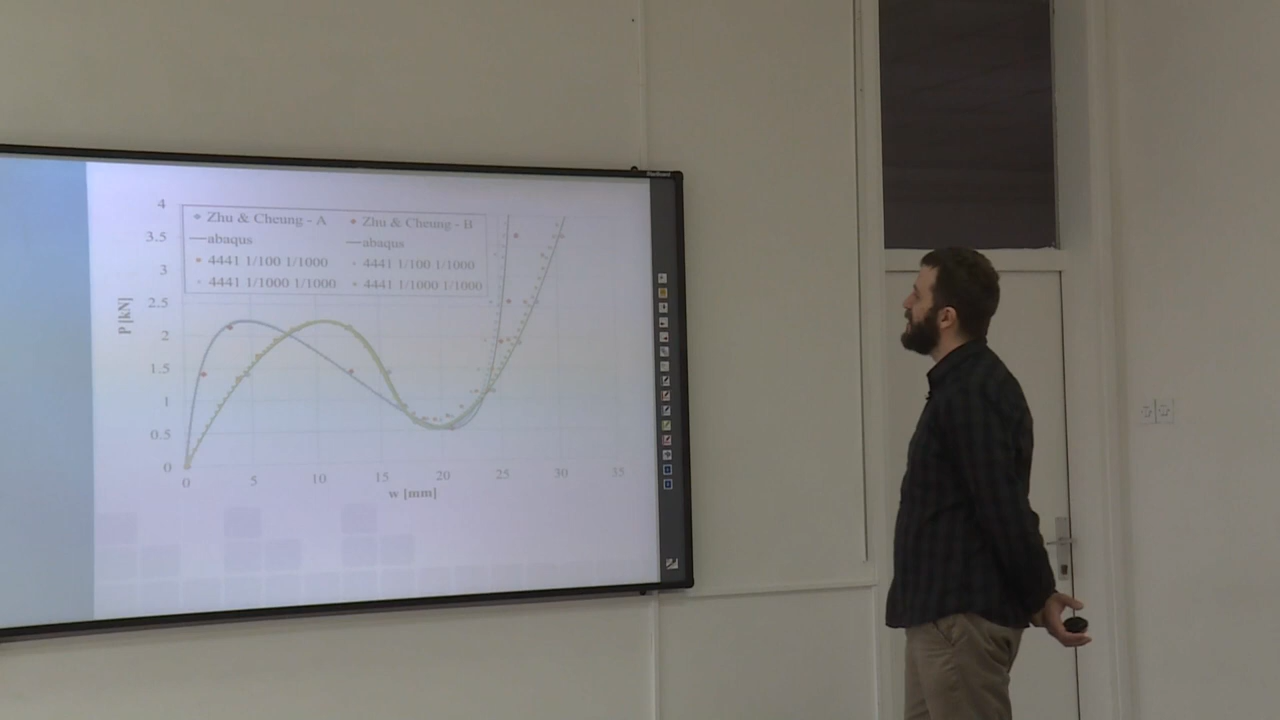 4
3.5
3
2.5
2
1.5
1
0.5
0
P [kN]
Zhu & Cheung - A Zhu & Cheung - B
abaqus abaqus
4441 1/100 1/1000 4441 1/100 1/1000
4441 1/1000 1/1000 4441 1/1000 1/1000
0 5 10 15 20 25 30 35
w [mm]